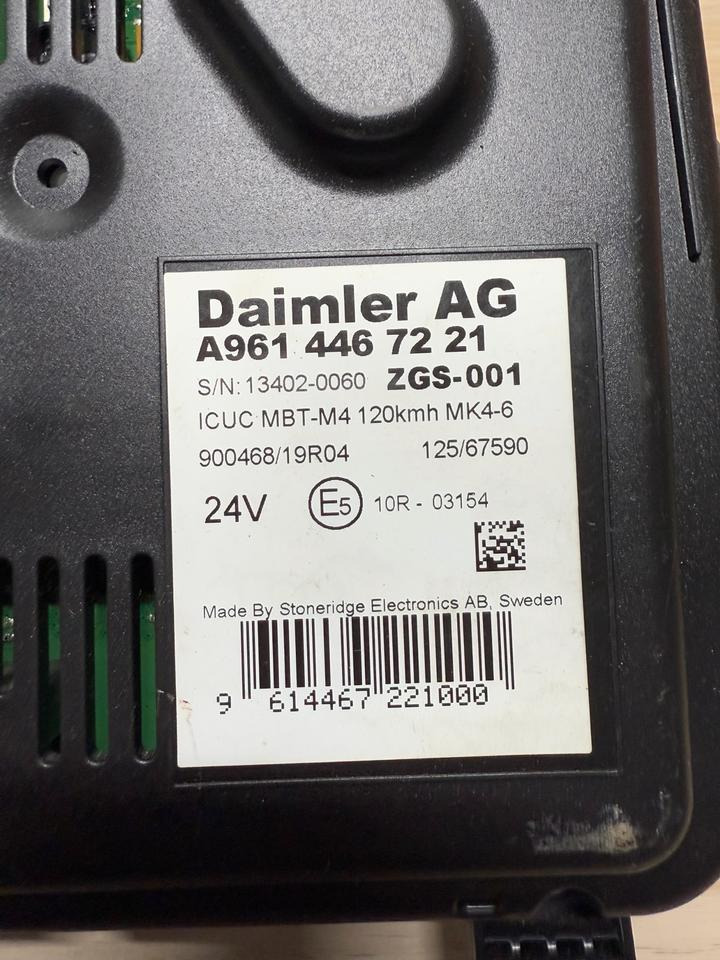 Daimler AG
A961 446 72 21
S/N: 13402-0060 ZGS-001
ICUC MBT-M4 120kmh MK4-6
900468/19R04 125/67590
24V E5 10R - 03154
Made By Stoneridge Electronics AB, Sweden
9 614467 221000